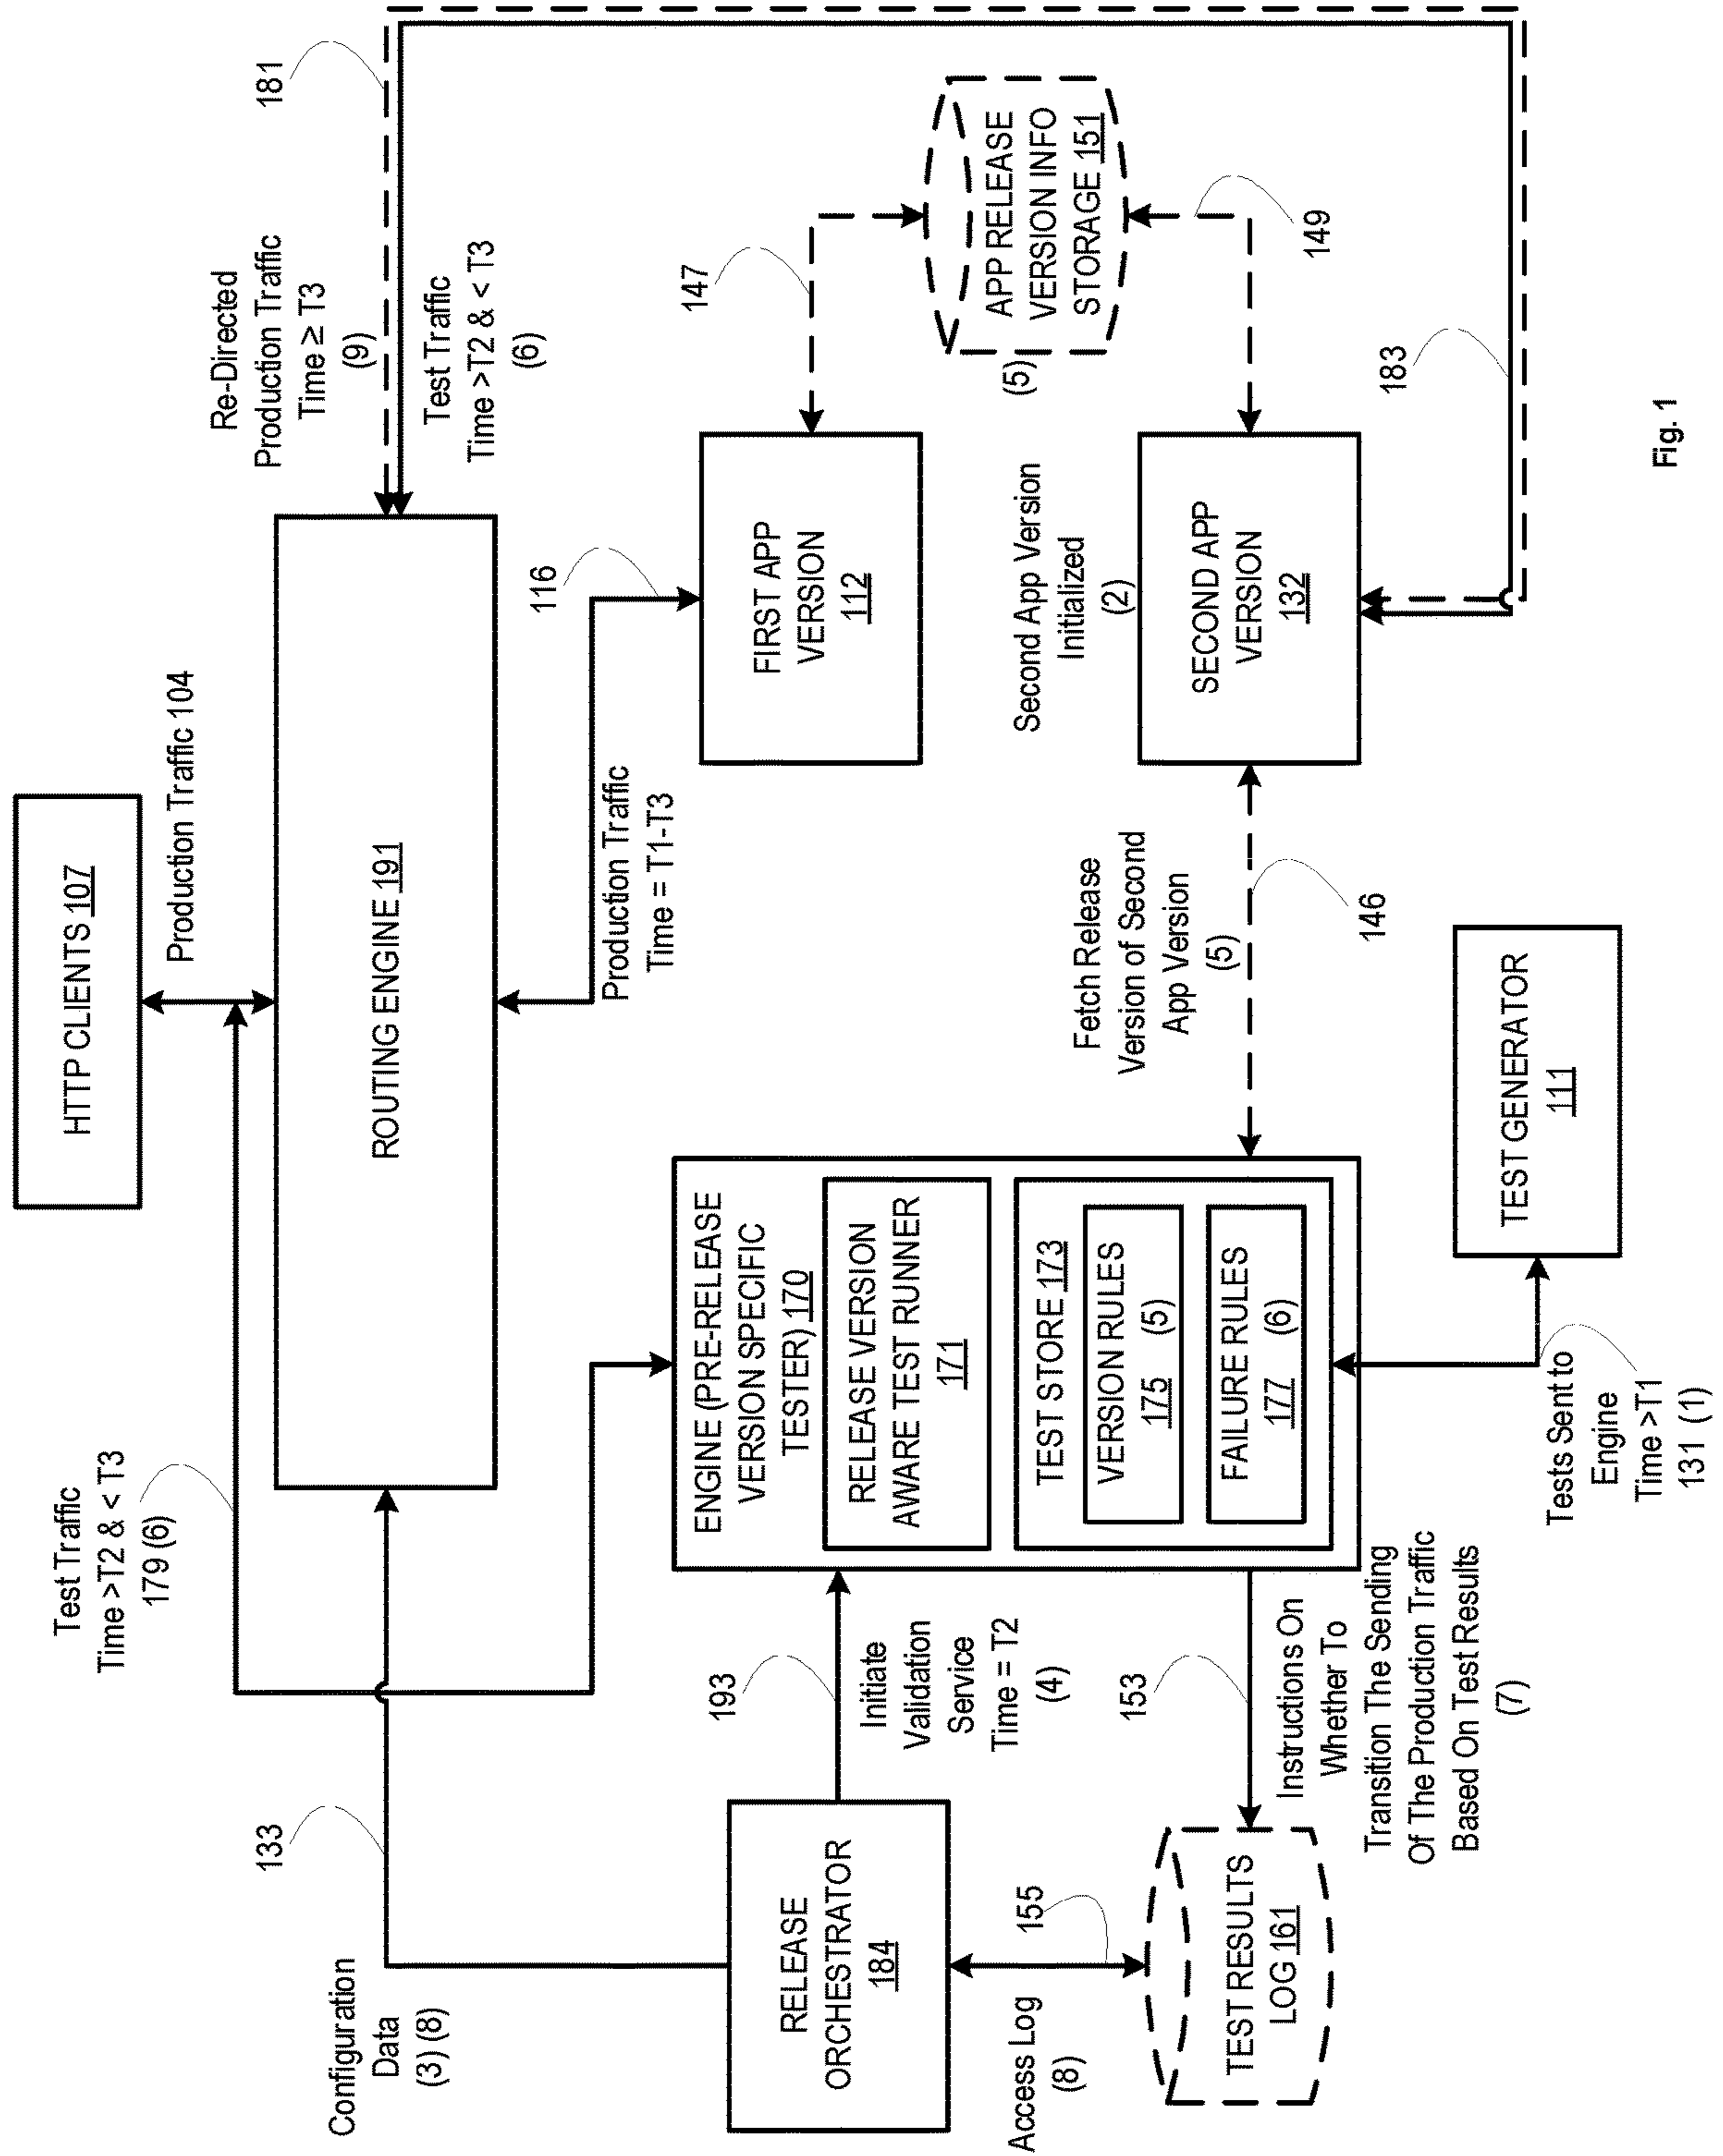 HTTP CLIENTS 107
Production Traffic 104
181
Re-Directed
Production Traffic
Time ≥ T3
(9)
Test Traffic
Time >T2 & < T3
(6)
ROUTING ENGINE 191
Test Traffic
Time >T2 & < T3
179 (6)
133
Configuration
Data
(3) (8)
116
Production Traffic
Time = T1-T3
FIRST APP
VERSION
112
147
APP RELEASE
VERSION INFO
STORAGE 151
(5)
149
Second App Version
Initialized
(2)
SECOND APP
VERSION
132
183
Fetch Release
Version of Second
App Version
(5)
146
ENGINE (PRE-RELEASE
VERSION SPECIFIC
TESTER) 170
RELEASE VERSION
AWARE TEST RUNNER
171
TEST STORE 173
VERSION RULES
175 (5)
FAILURE RULES
177 (6)
193
Initiate
Validation
Service
Time = T2
(4)
RELEASE
ORCHESTRATOR
184
153
Instructions On
Whether To
Transition The Sending
Of The Production Traffic
Based On Test Results
(7)
155
Access Log
(8)
TEST RESULTS
LOG 161
TEST GENERATOR
111
Tests Sent to
Engine
Time >T1
131 (1)
Fig. 1